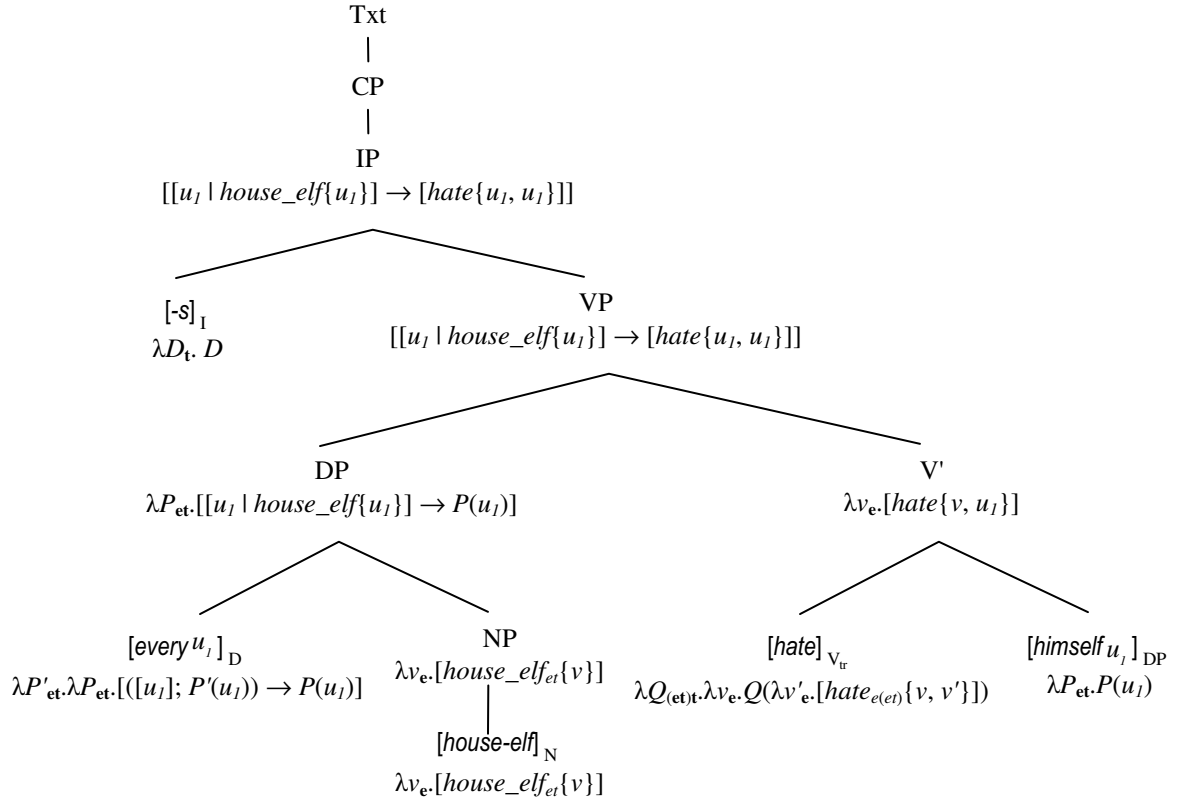 Txt
CP
IP
[[u₁ | house_elf{u₁}] → [hate{u₁, u₁}]]
[-s] I
λDₜ. D
VP
[[u₁ | house_elf{u₁}] → [hate{u₁, u₁}]]
DP
λPₑₜ.[[u₁ | house_elf{u₁}] → P(u₁)]
V'
λvₑ.[hate{v, u₁}]
[every u₁] D
λP'ₑₜ.λPₑₜ.[([u₁]; P'(u₁)) → P(u₁)]
NP
λvₑ.[house_elfₑₜ{v}]
[hate] Vtr
λQ₍ₑₜ₎ₜ.λvₑ.Q(λv'ₑ.[hateₑ₍ₑₜ₎{v, v'}])
[himself u₁] DP
λPₑₜ.P(u₁)
[house-elf] N
λvₑ.[house_elfₑₜ{v}]